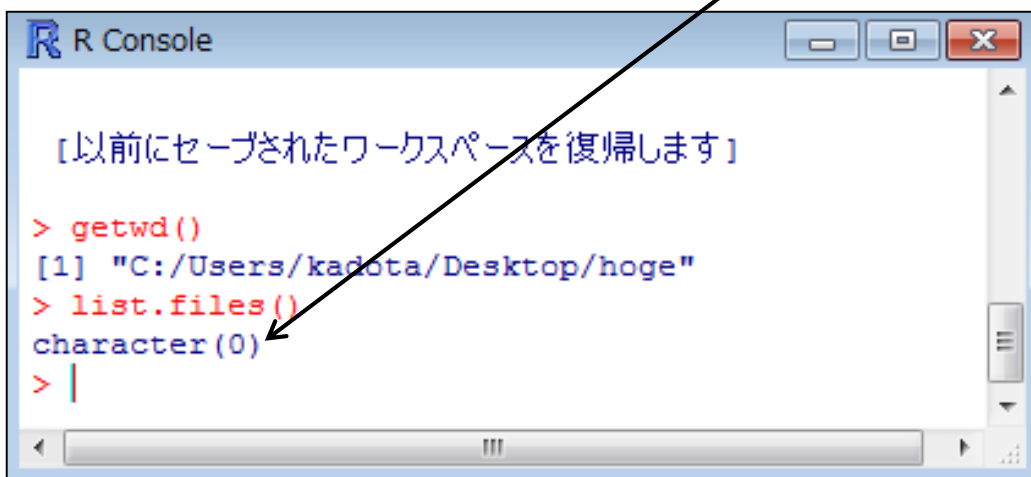 R Console
[以前にセーブされたワークスペースを復帰します]
> getwd()
[1] "C:/Users/kadota/Desktop/hoge"
> list.files()
character(0)
>